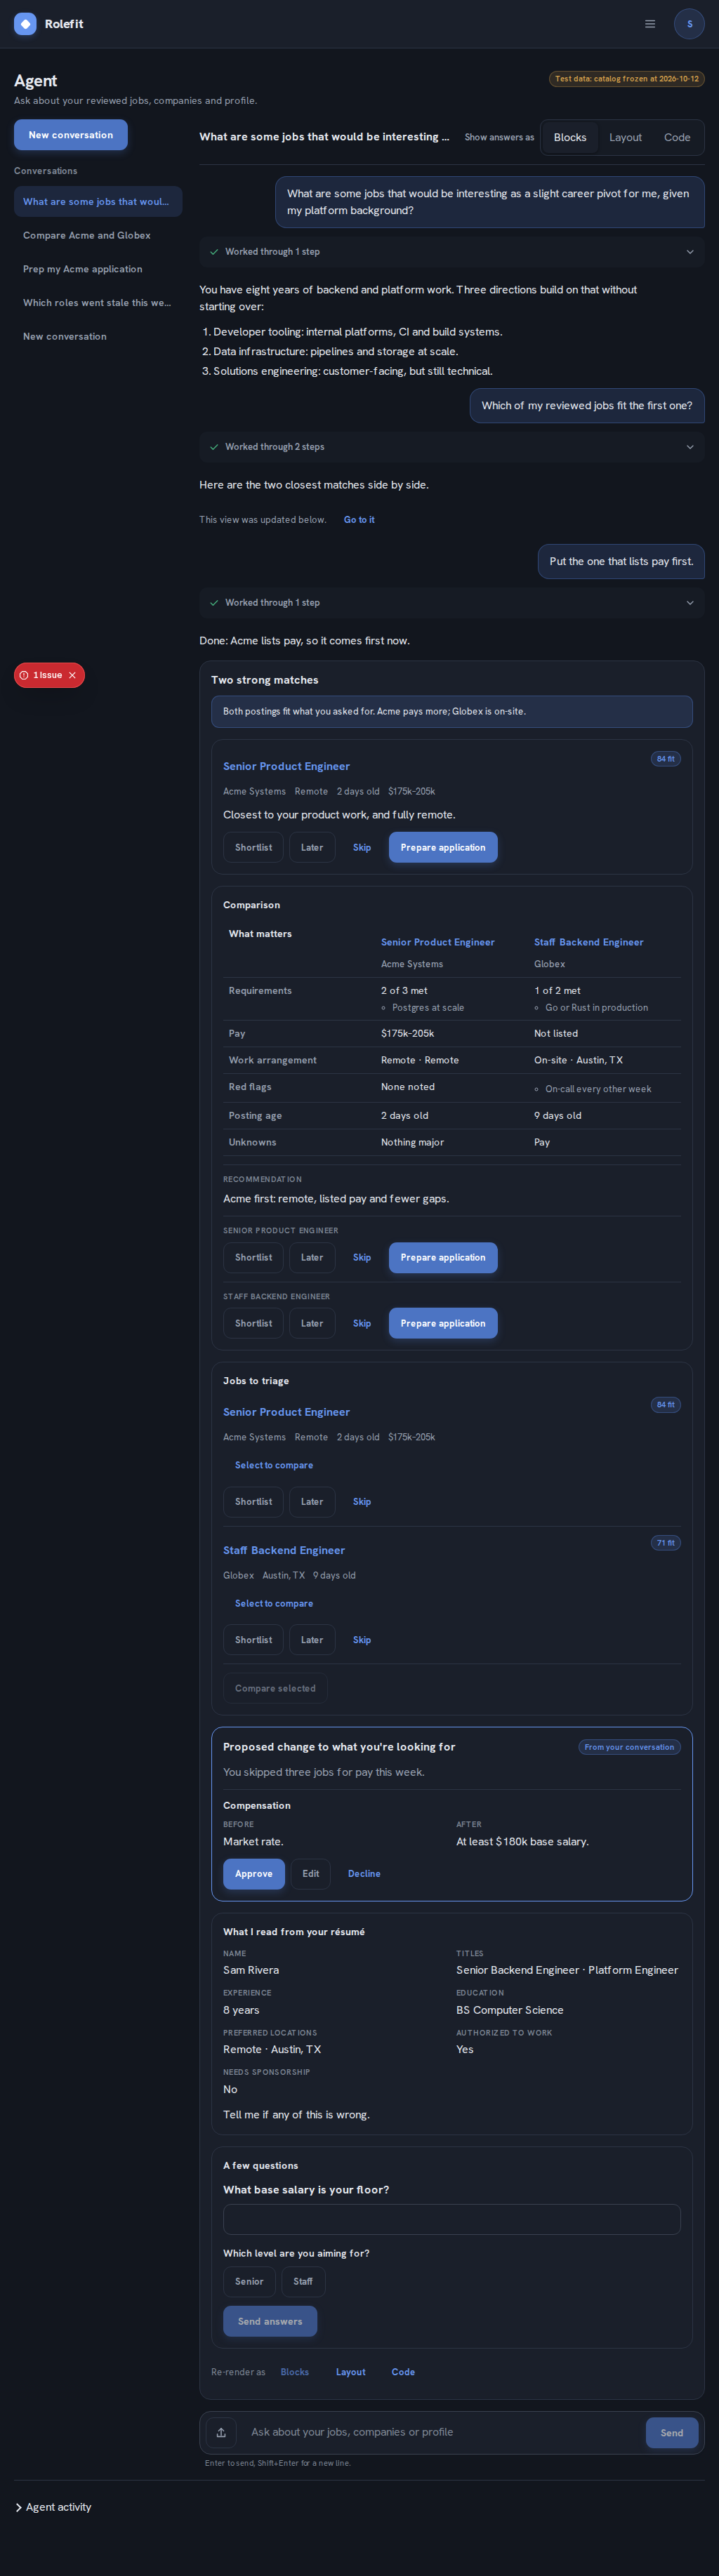 Rolefit
S
Agent
Test data: catalog frozen at 2026-10-12
Ask about your reviewed jobs, companies and profile.
New conversation
What are some jobs that would be interesting ...
Show answers as
Blocks
Layout
Code
Conversations
What are some jobs that woul...
Compare Acme and Globex
Prep my Acme application
Which roles went stale this we...
New conversation
What are some jobs that would be interesting as a slight career pivot for me, given
my platform background?
Worked through 1 step
You have eight years of backend and platform work. Three directions build on that without
starting over:
1. Developer tooling: internal platforms, CI and build systems.
2. Data infrastructure: pipelines and storage at scale.
3. Solutions engineering: customer-facing, but still technical.
Which of my reviewed jobs fit the first one?
Worked through 2 steps
Here are the two closest matches side by side.
This view was updated below.
Go to it
Put the one that lists pay first.
Worked through 1 step
Done: Acme lists pay, so it comes first now.
1 Issue
Two strong matches
Both postings fit what you asked for. Acme pays more; Globex is on-site.
Senior Product Engineer
84 fit
Acme Systems Remote 2 days old $175k–205k
Closest to your product work, and fully remote.
Shortlist
Later
Skip
Prepare application
Comparison
What matters
Senior Product Engineer
Staff Backend Engineer
Acme Systems
Globex
Requirements
2 of 3 met
1 of 2 met
Postgres at scale
Go or Rust in production
Pay
$175k–205k
Not listed
Work arrangement
Remote · Remote
On-site · Austin, TX
Red flags
None noted
On-call every other week
Posting age
2 days old
9 days old
Unknowns
Nothing major
Pay
RECOMMENDATION
Acme first: remote, listed pay and fewer gaps.
SENIOR PRODUCT ENGINEER
Shortlist
Later
Skip
Prepare application
STAFF BACKEND ENGINEER
Shortlist
Later
Skip
Prepare application
Jobs to triage
Senior Product Engineer
84 fit
Acme Systems Remote 2 days old $175k–205k
Select to compare
Shortlist
Later
Skip
Staff Backend Engineer
71 fit
Globex Austin, TX 9 days old
Select to compare
Shortlist
Later
Skip
Compare selected
Proposed change to what you're looking for
From your conversation
You skipped three jobs for pay this week.
Compensation
BEFORE
AFTER
Market rate.
At least $180k base salary.
Approve
Edit
Decline
What I read from your résumé
NAME
TITLES
Sam Rivera
Senior Backend Engineer · Platform Engineer
EXPERIENCE
EDUCATION
8 years
BS Computer Science
PREFERRED LOCATIONS
AUTHORIZED TO WORK
Remote · Austin, TX
Yes
NEEDS SPONSORSHIP
No
Tell me if any of this is wrong.
A few questions
What base salary is your floor?
Which level are you aiming for?
Senior
Staff
Send answers
Re-render as
Blocks
Layout
Code
Ask about your jobs, companies or profile
Send
Enter to send, Shift+Enter for a new line.
Agent activity